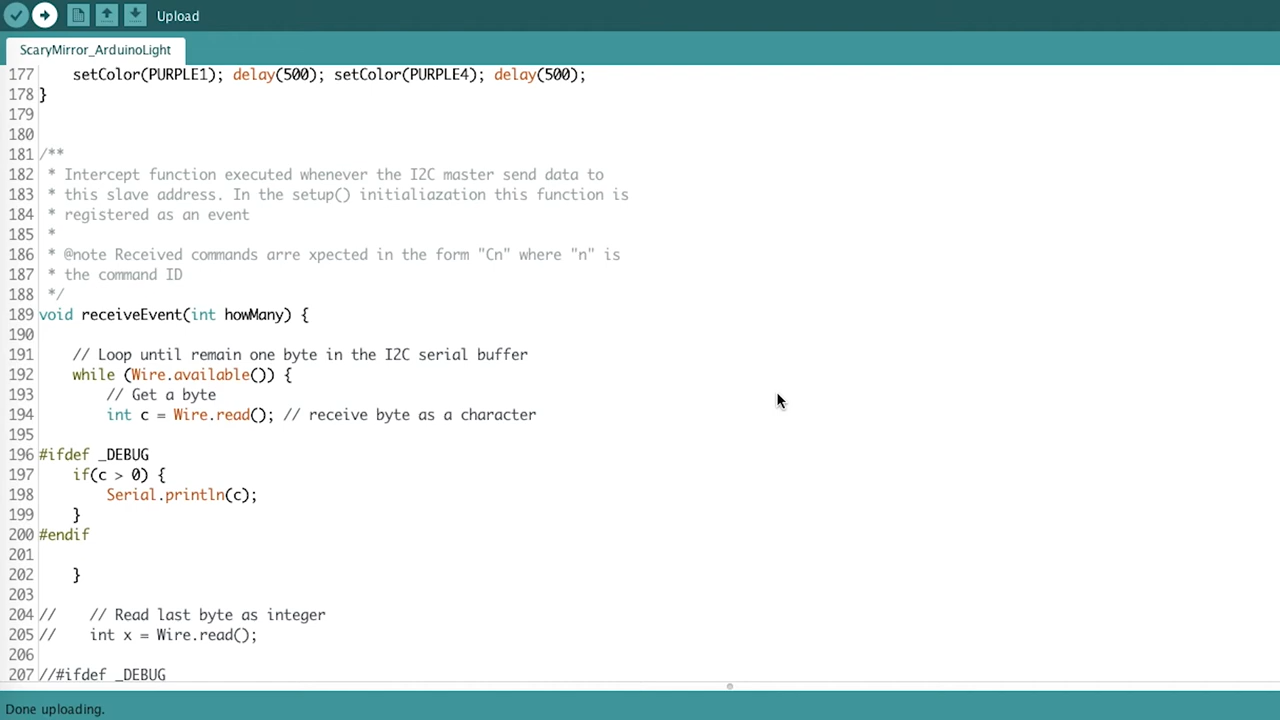 Upload
ScaryMirror_ArduinoLight
177 setColor(PURPLE1); delay(500); setColor(PURPLE4); delay(500);
178 }
179
180
181 /**
182 * Intercept function executed whenever the I2C master send data to
183 * this slave address. In the setup() initialiazation this function is
184 * registered as an event
185 *
186 * @note Received commands arre xpected in the form "Cn" where "n" is
187 * the command ID
188 */
189 void receiveEvent(int howMany) {
190
191 // Loop until remain one byte in the I2C serial buffer
192 while (Wire.available()) {
193 // Get a byte
194 int c = Wire.read(); // receive byte as a character
195
196 #ifdef _DEBUG
197 if(c > 0) {
198 Serial.println(c);
199 }
200 #endif
201
202 }
203
204 // // Read last byte as integer
205 // int x = Wire.read();
206
207 //#ifdef _DEBUG
Done uploading.